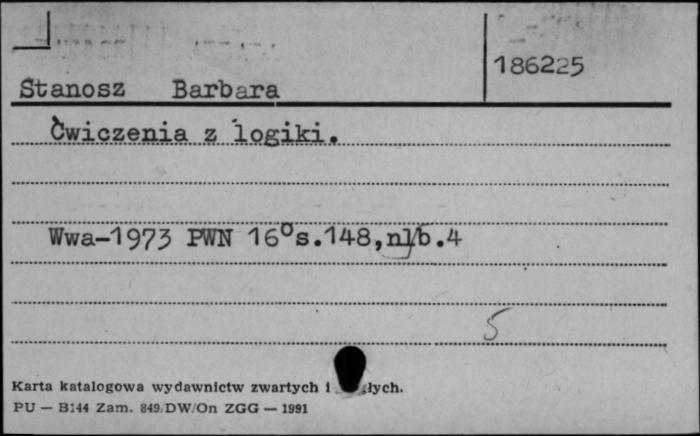 186225
Stanosz Barbara
Ćwiczenia z logiki.
Wwa-1973 PWN 16°s.148,nlb.4
5
Karta katalogowa wydawnictw zwartych i
PU — B144 Zam. 849/DW/On ZGG — 1991